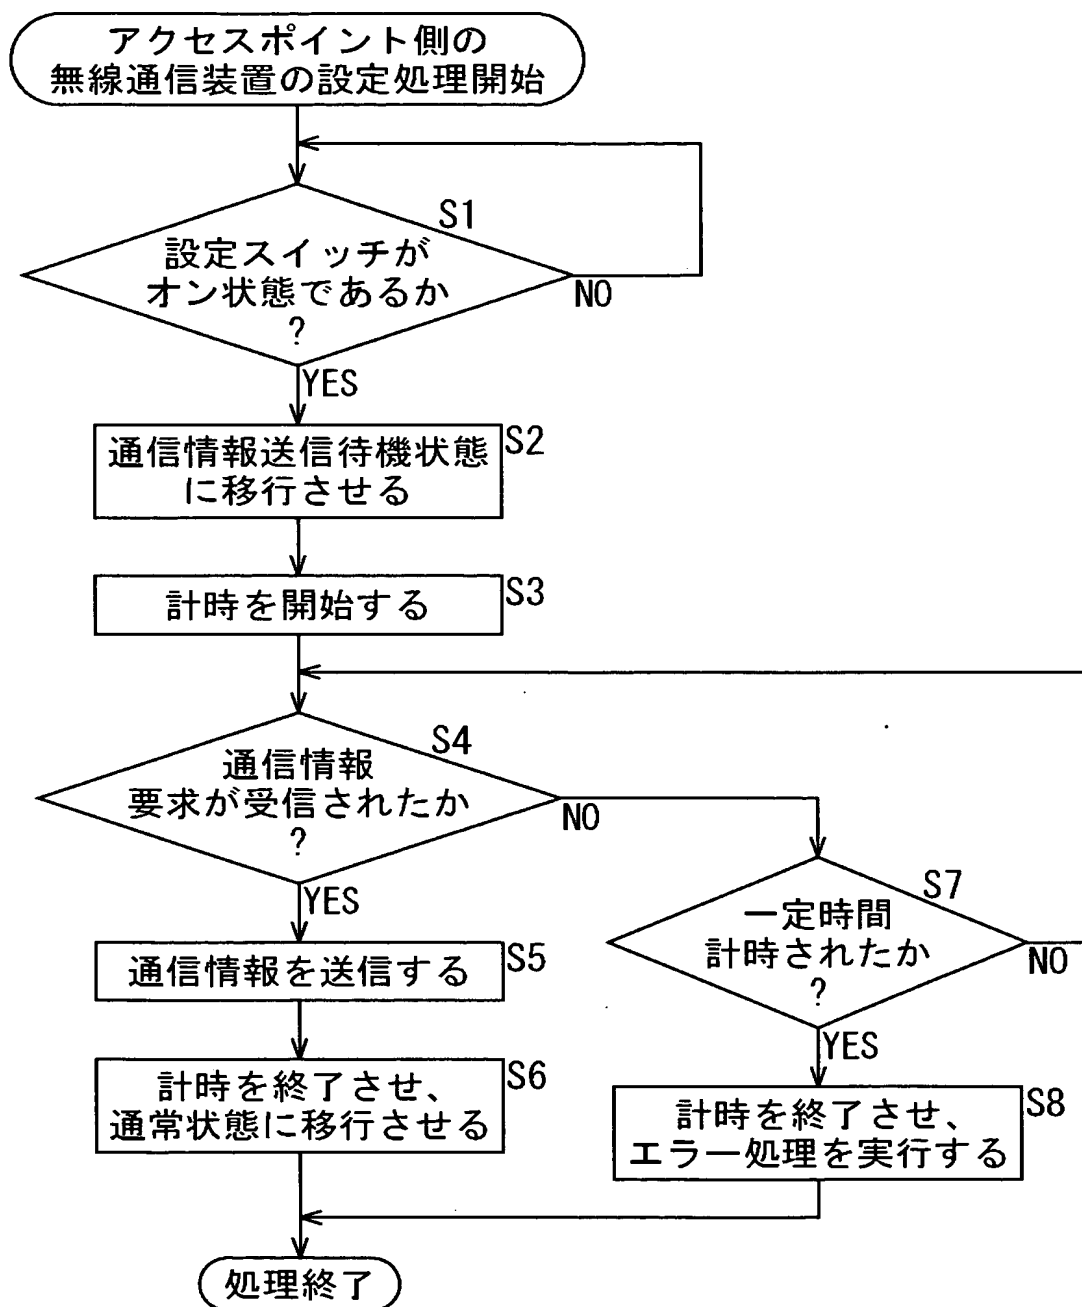 アクセスポイント側の
無線通信装置の設定処理開始
S1
設定スイッチが
オン状態であるか
?
NO
YES
通信情報送信待機状態
に移行させる
S2
計時を開始する
S3
S4
通信情報
要求が受信されたか
?
NO
YES
通信情報を送信する
S5
計時を終了させ、
通常状態に移行させる
S6
S7
一定時間
計時されたか
?
NO
YES
計時を終了させ、
エラー処理を実行する
S8
処理終了